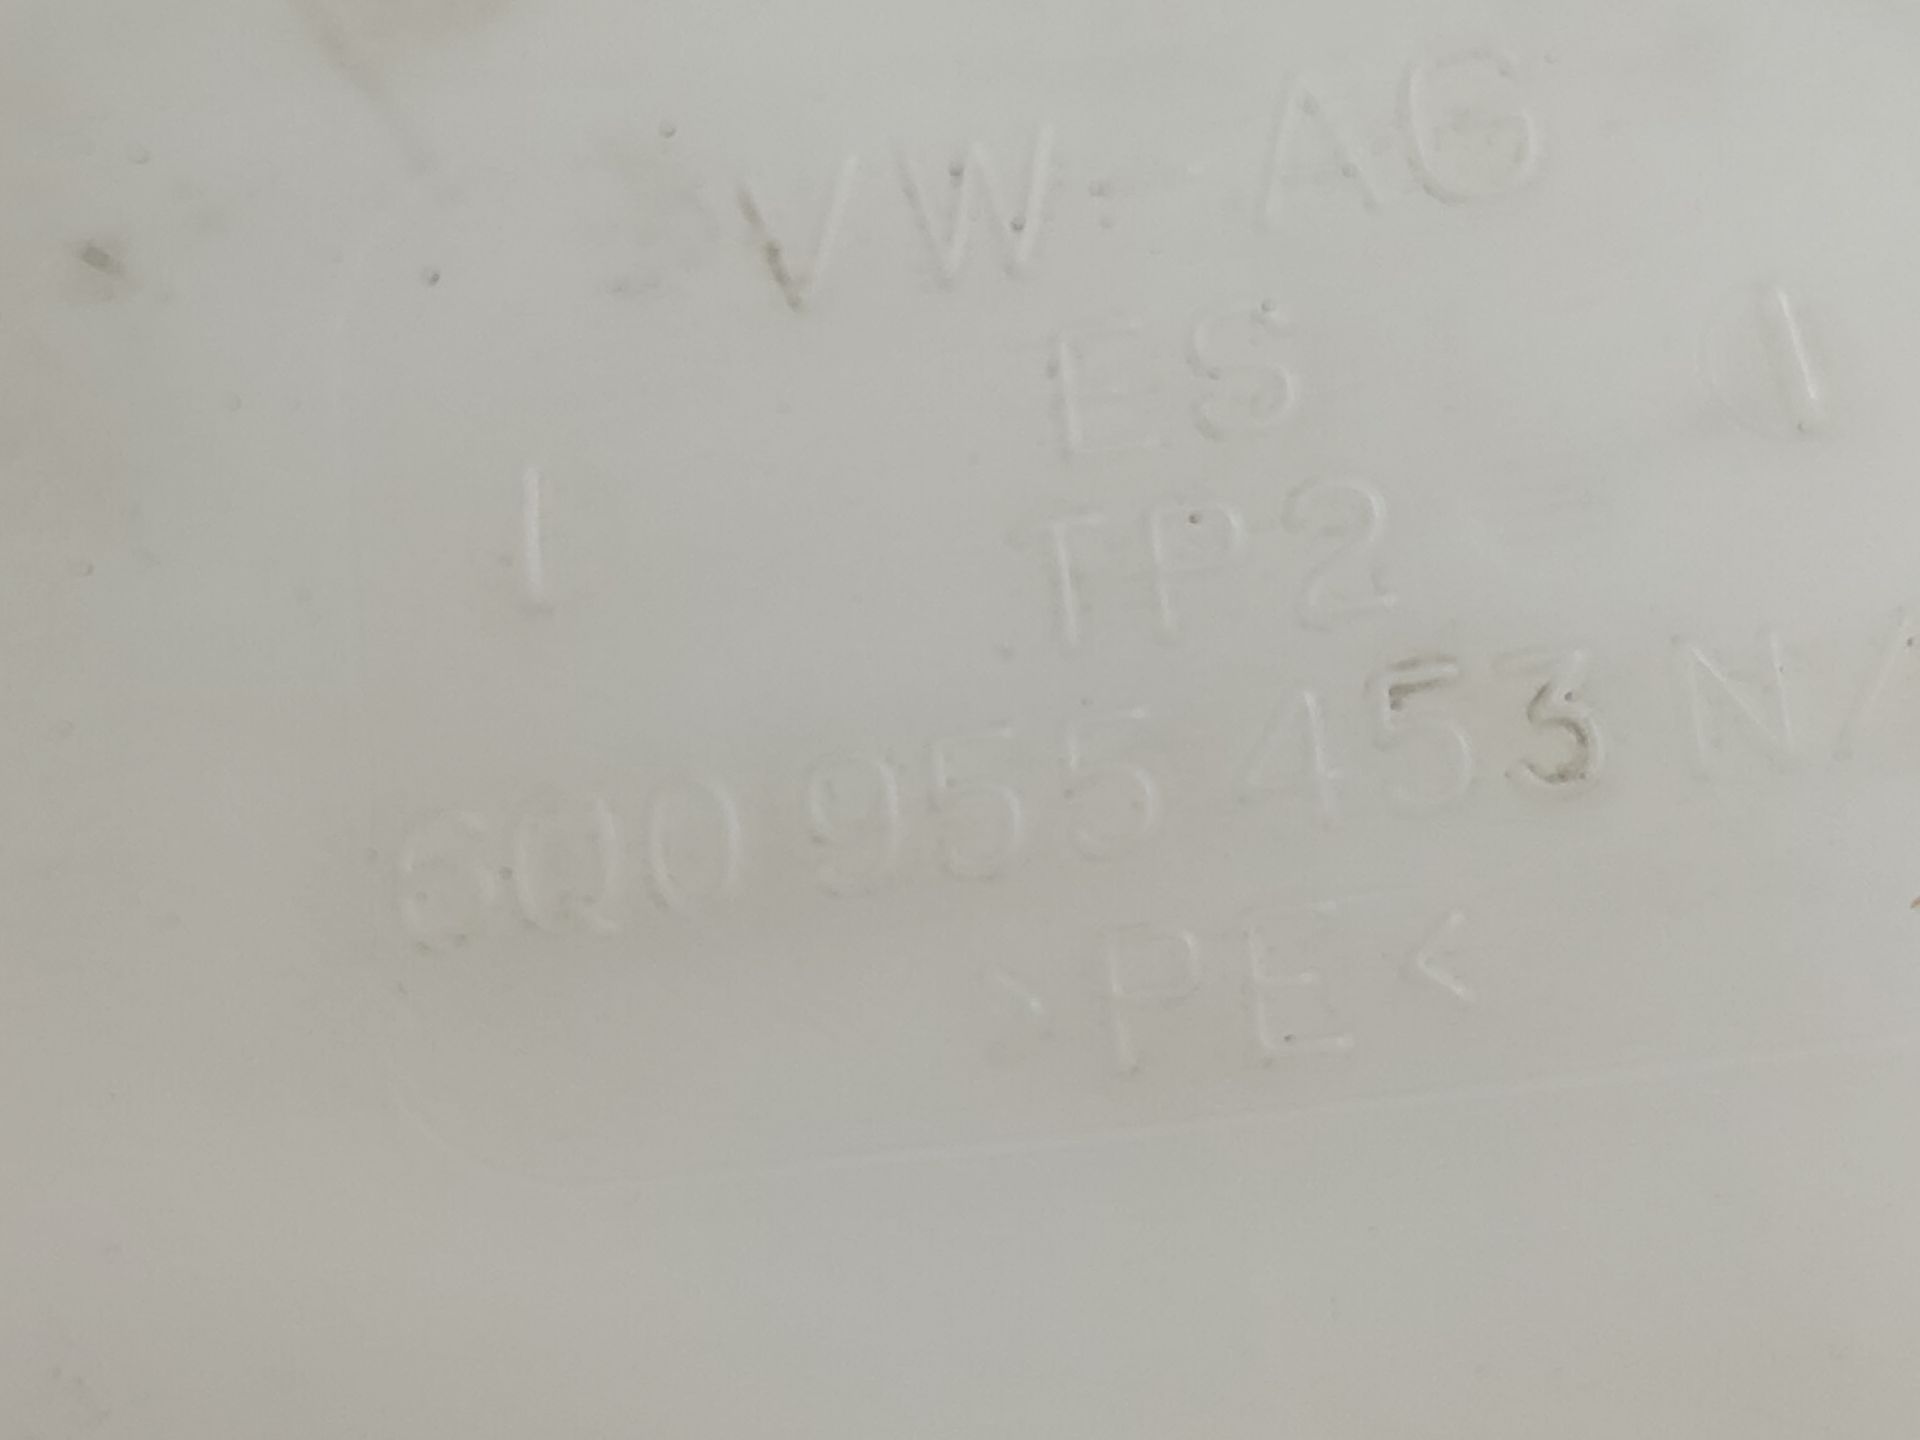 VW- AG
ES
TP2
6Q0 955 453 N/
>PE<